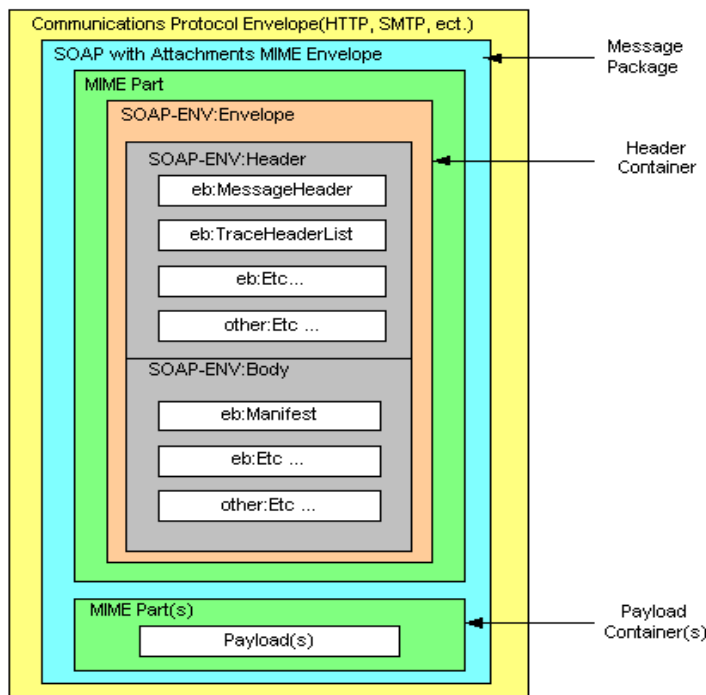 Communications Protocol Envelope(HTTP, SMTP, ect.)
SOAP with Attachments MIME Envelope
MIME Part
SOAP-ENV:Envelope
SOAP-ENV:Header
eb:MessageHeader
eb:TraceHeaderList
eb:Etc...
other:Etc ...
SOAP-ENV:Body
eb:Manifest
eb:Etc ...
other:Etc ...
MIME Part(s)
Payload(s)
Message
Package
Header
Container
Payload
Container(s)